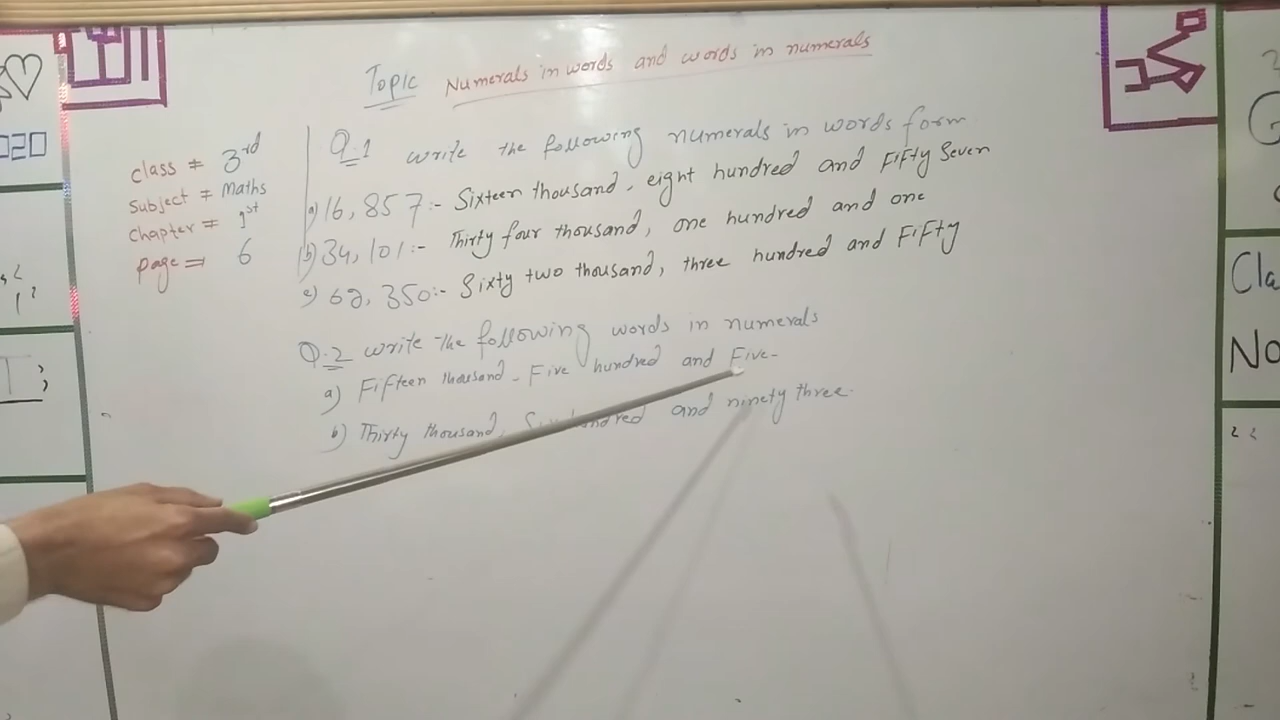 Topic Numerals in words and words in numerals
class = 3rd
Subject = Maths
Chapter = 1st
page = 6
Q.1 write the following numerals in words form
a) 16,857:- Sixteen thousand, eight hundred and Fifty Seven
b) 34,101:- Thirty four thousand, one hundred and one
c) 62,350:- Sixty two thousand, three hundred and Fifty
Q.2 write the following words in numerals
a) Fifteen thousand, Five hundred and Five-
b) Thirty thousand, and ninety three.
2020
Cla
No